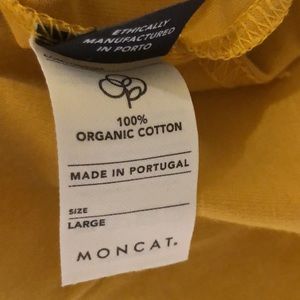 ETHICALLY
MANUFACTURED
IN PORTO
100%
ORGANIC COTTON
MADE IN PORTUGAL
SIZE
LARGE
MONCAT.